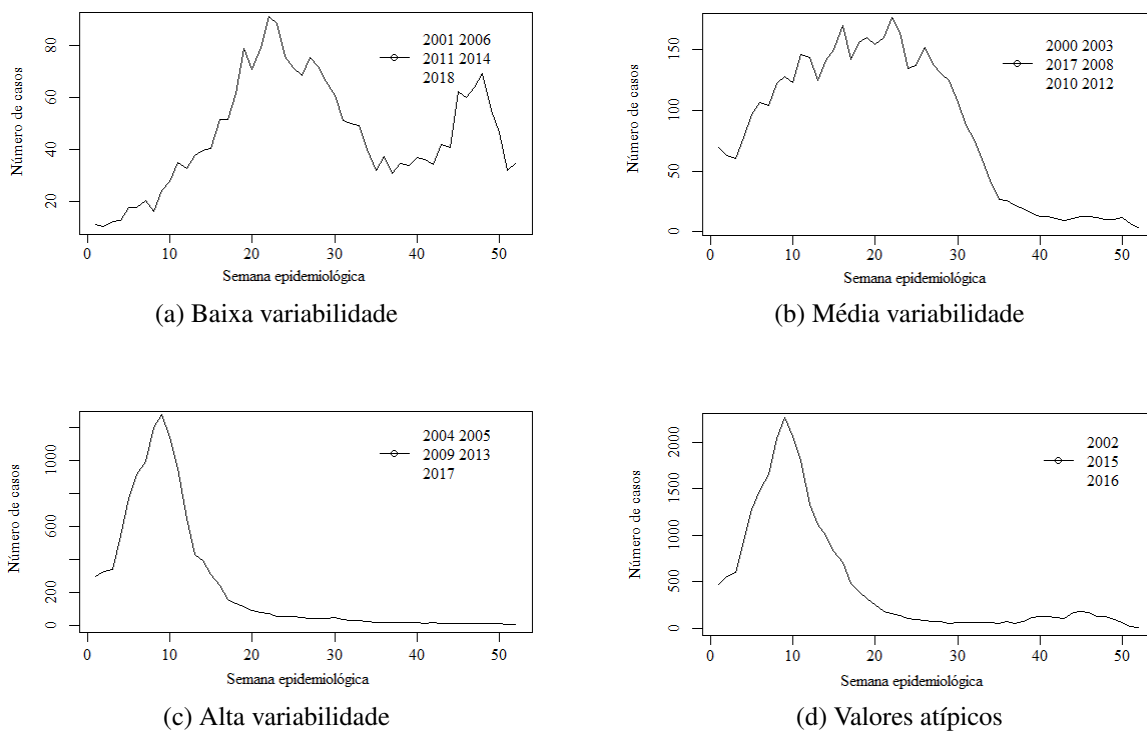 Número de casos
80
60
40
20
2001 2006
2011 2014
2018
0 10 20 30 40 50
Semana epidemiológica
(a) Baixa variabilidade
Número de casos
150
100
50
0
2000 2003
2017 2008
2010 2012
0 10 20 30 40 50
Semana epidemiológica
(b) Média variabilidade
Número de casos
1000
600
200
0
2004 2005
2009 2013
2017
0 10 20 30 40 50
Semana epidemiológica
(c) Alta variabilidade
Número de casos
2000
1500
1000
500
0
2002
2015
2016
0 10 20 30 40 50
Semana epidemiológica
(d) Valores atípicos